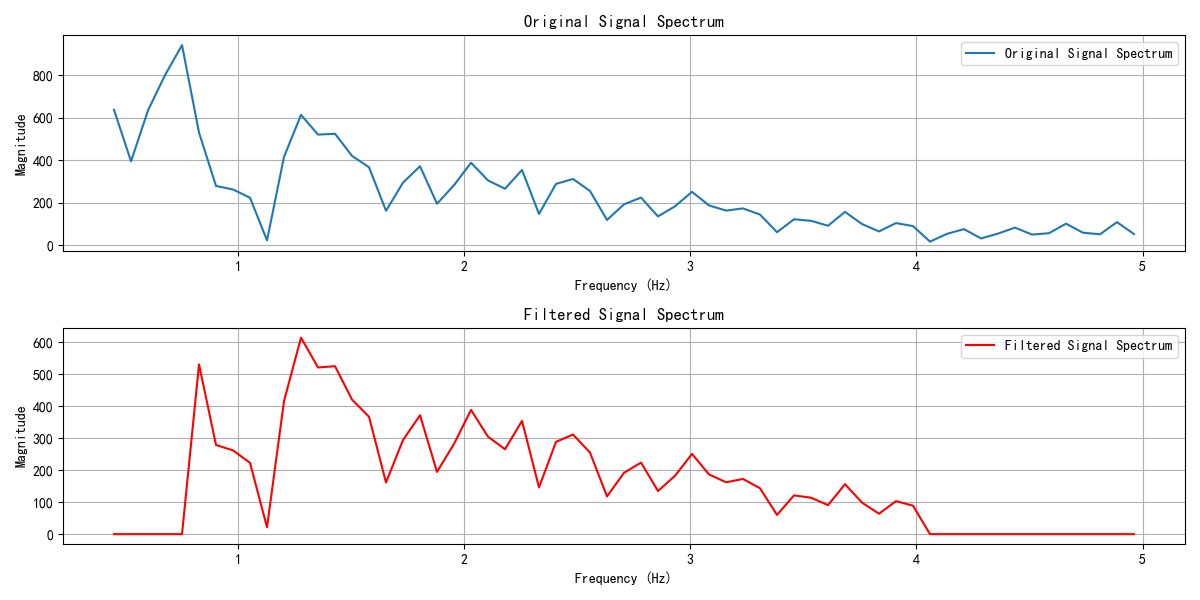 Original Signal Spectrum
Original Signal Spectrum
Magnitude
800
600
400
200
0
1 2 3 4 5
Frequency (Hz)
Filtered Signal Spectrum
Filtered Signal Spectrum
Magnitude
600
500
400
300
200
100
0
1 2 3 4 5
Frequency (Hz)